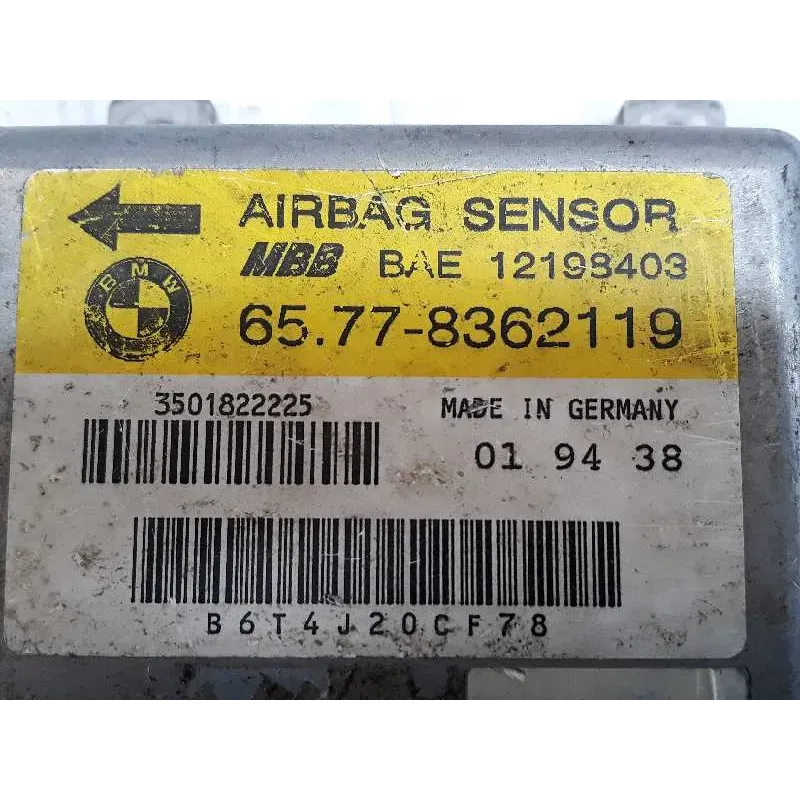 AIRBAG SENSOR
MBB BAE 12198403
BMW
65.77-8362119
3501822225 MADE IN GERMANY
01 94 38
B6T4J20CF78